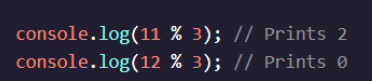 console.log(11 % 3); // Prints 2
console.log(12 % 3); // Prints 0